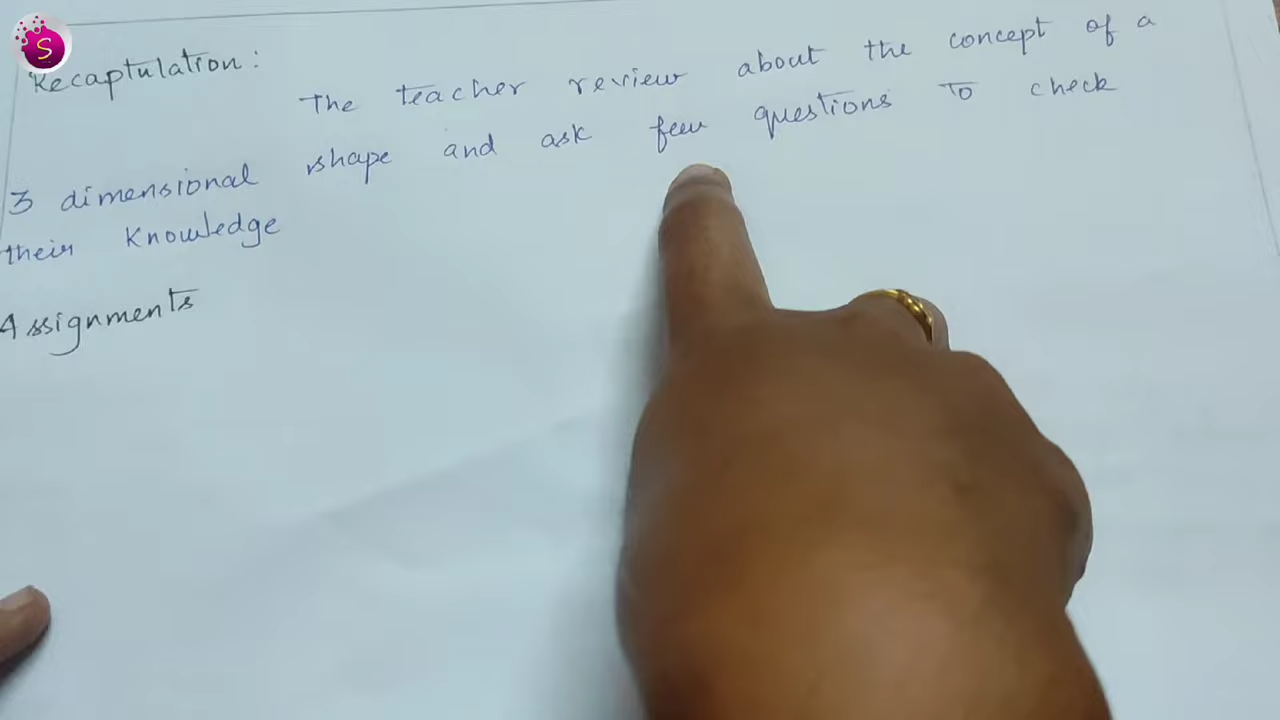 S
Recaptulation:
The teacher review about the concept of a
3 dimensional shape and ask few questions To check
their knowledge
Assignments